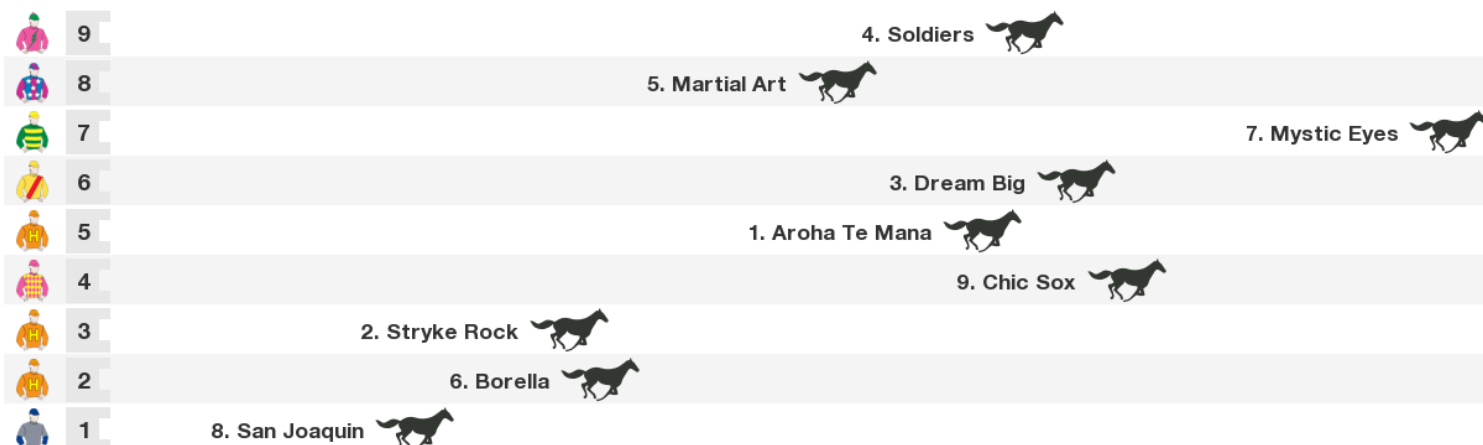 9 4. Soldiers
8 5. Martial Art
7 7. Mystic Eyes
6 3. Dream Big
5 1. Aroha Te Mana
4 9. Chic Sox
H 3 2. Stryke Rock
H 2 6. Borella
1 8. San Joaquin